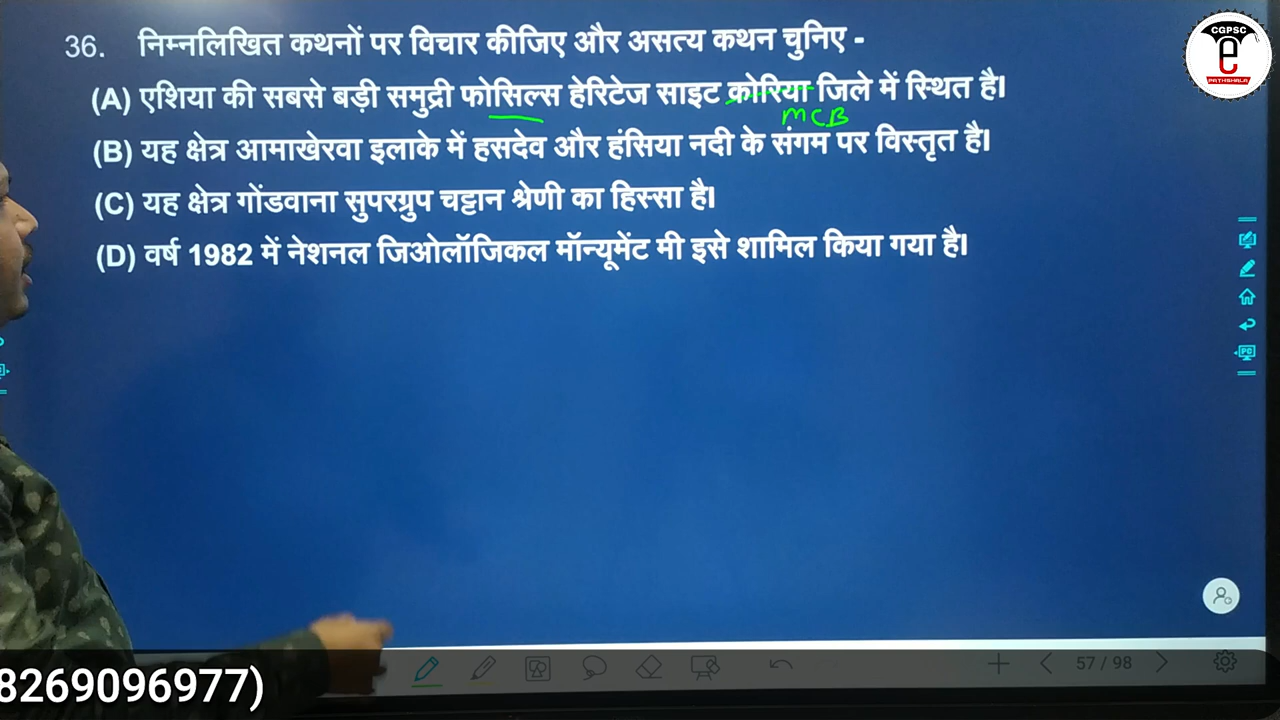 CGPSC
e
PATHSHALA
36. निम्नलिखित कथनों पर विचार कीजिए और असत्य कथन चुनिए -
(A) एशिया की सबसे बड़ी समुद्री फोसिल्स हेरिटेज साइट कोरिया जिले में स्थित है।
MCB
(B) यह क्षेत्र आमाखेरवा इलाके में हसदेव और हंसिया नदी के संगम पर विस्तृत है।
(C) यह क्षेत्र गोंडवाना सुपरग्रुप चट्टान श्रेणी का हिस्सा है।
(D) वर्ष 1982 में नेशनल जिओलॉजिकल मॉन्यूमेंट मी इसे शामिल किया गया है।
PC
57 / 98
8269096977)